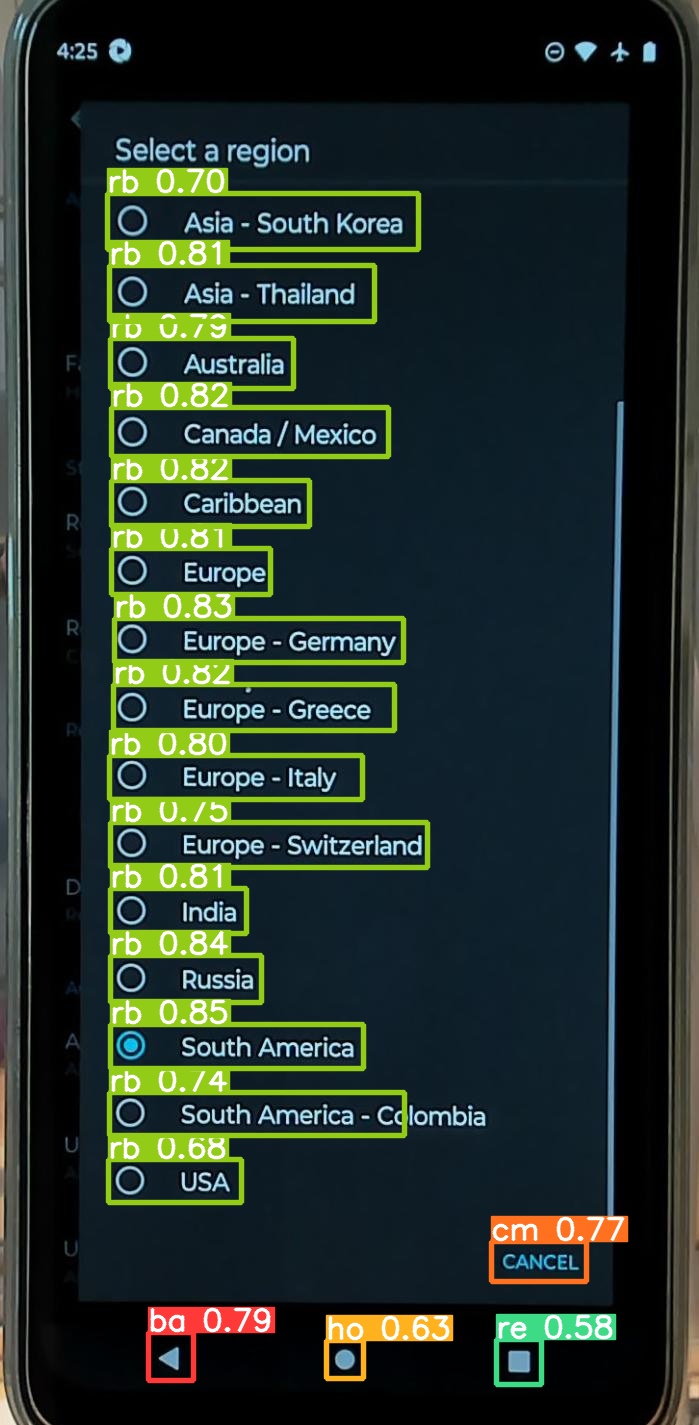 4:25
Select a region
rb 0.70
Asia - South Korea
rb 0.81
Asia - Thailand
rb 0.79
Australia
rb 0.82
Canada / Mexico
rb 0.82
Caribbean
rb 0.81
Europe
rb 0.83
Europe - Germany
rb 0.82
Europe - Greece
rb 0.80
Europe - Italy
rb 0.75
Europe - Switzerland
rb 0.81
India
rb 0.84
Russia
rb 0.85
South America
rb 0.74
South America - Colombia
rb 0.68
USA
cm 0.77
CANCEL
ba 0.79
ho 0.63
re 0.58